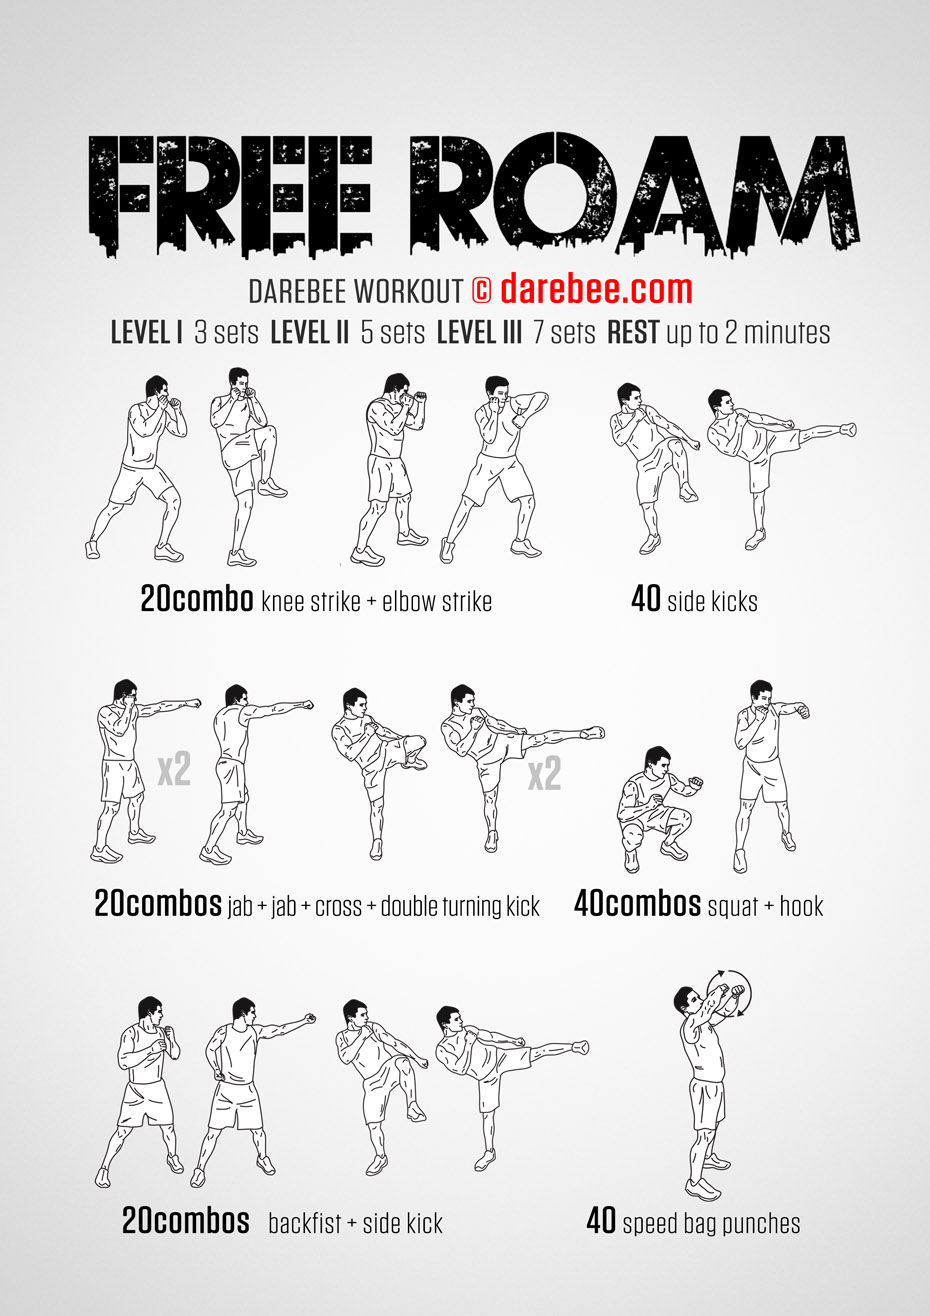 FREE ROAM
DAREBEE WORKOUT © darebee.com
LEVEL I 3 sets LEVEL II 5 sets LEVEL III 7 sets REST up to 2 minutes
20combo knee strike + elbow strike
40 side kicks
x2
x2
20combos jab + jab + cross + double turning kick
40combos squat + hook
20combos backfist + side kick
40 speed bag punches